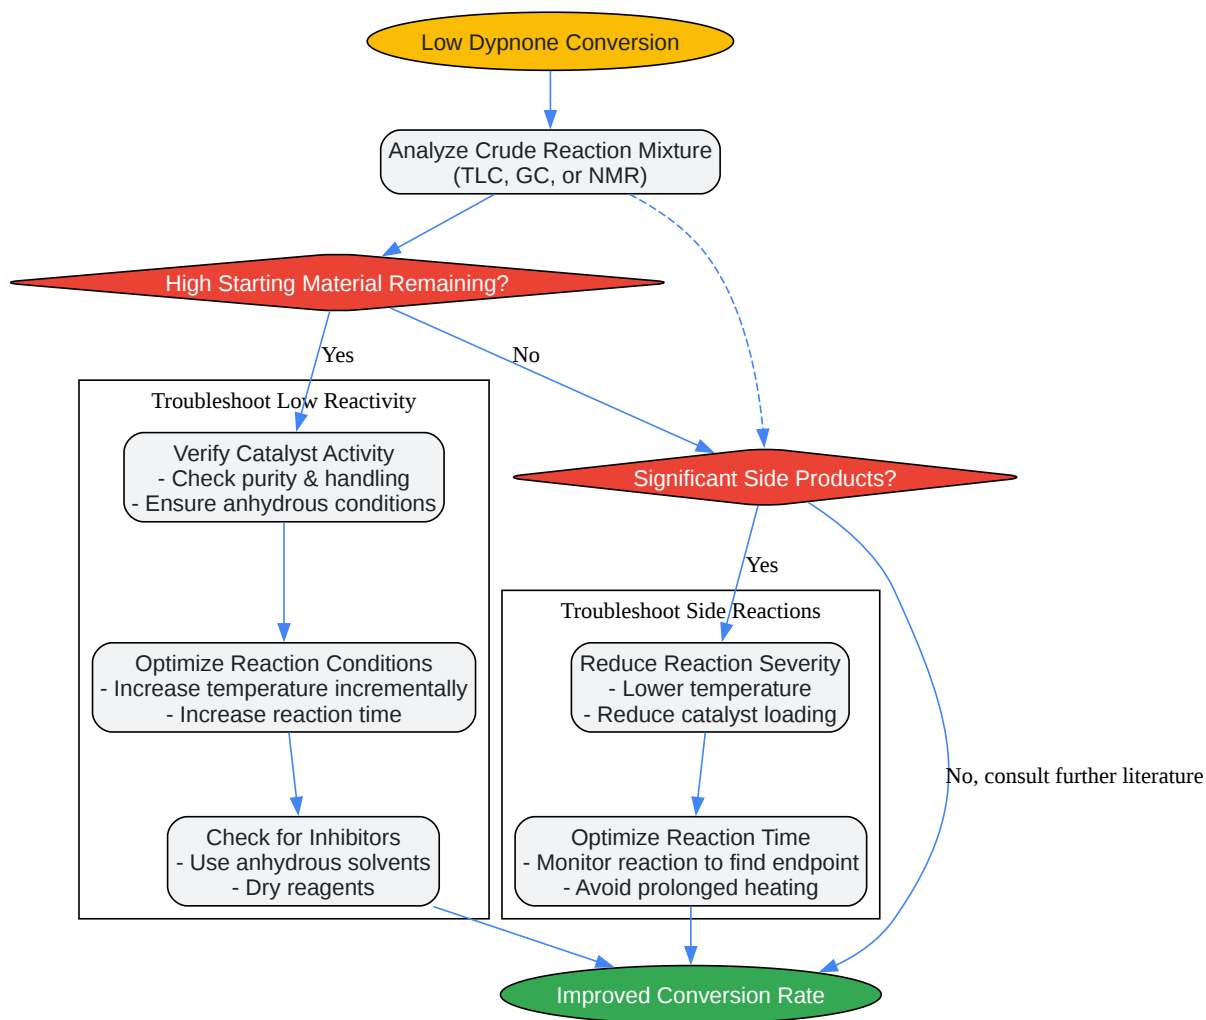 Low Dypnone Conversion
Analyze Crude Reaction Mixture
(TLC, GC, or NMR)
High Starting Material Remaining?
Yes
No
Troubleshoot Low Reactivity
Verify Catalyst Activity
- Check purity & handling
- Ensure anhydrous conditions
Significant Side Products?
Yes
Troubleshoot Side Reactions
Optimize Reaction Conditions
- Increase temperature incrementally
- Increase reaction time
Reduce Reaction Severity
- Lower temperature
- Reduce catalyst loading
No, consult further literature
Check for Inhibitors
- Use anhydrous solvents
- Dry reagents
Optimize Reaction Time
- Monitor reaction to find endpoint
- Avoid prolonged heating
Improved Conversion Rate